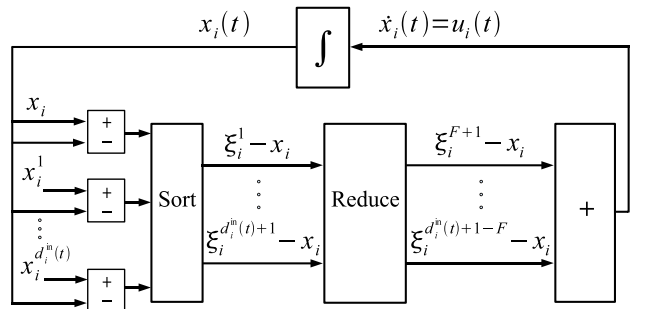 x_i(t)
∫
ẋ_i(t)=u_i(t)
x_i
+
−
x_i^1
+
−
x_i^{d_i^{in}(t)}
+
−
Sort
ξ_i^1−x_i
ξ_i^{d_i^{in}(t)+1}−x_i
Reduce
ξ_i^{F+1}−x_i
ξ_i^{d_i^{in}(t)+1−F}−x_i
+